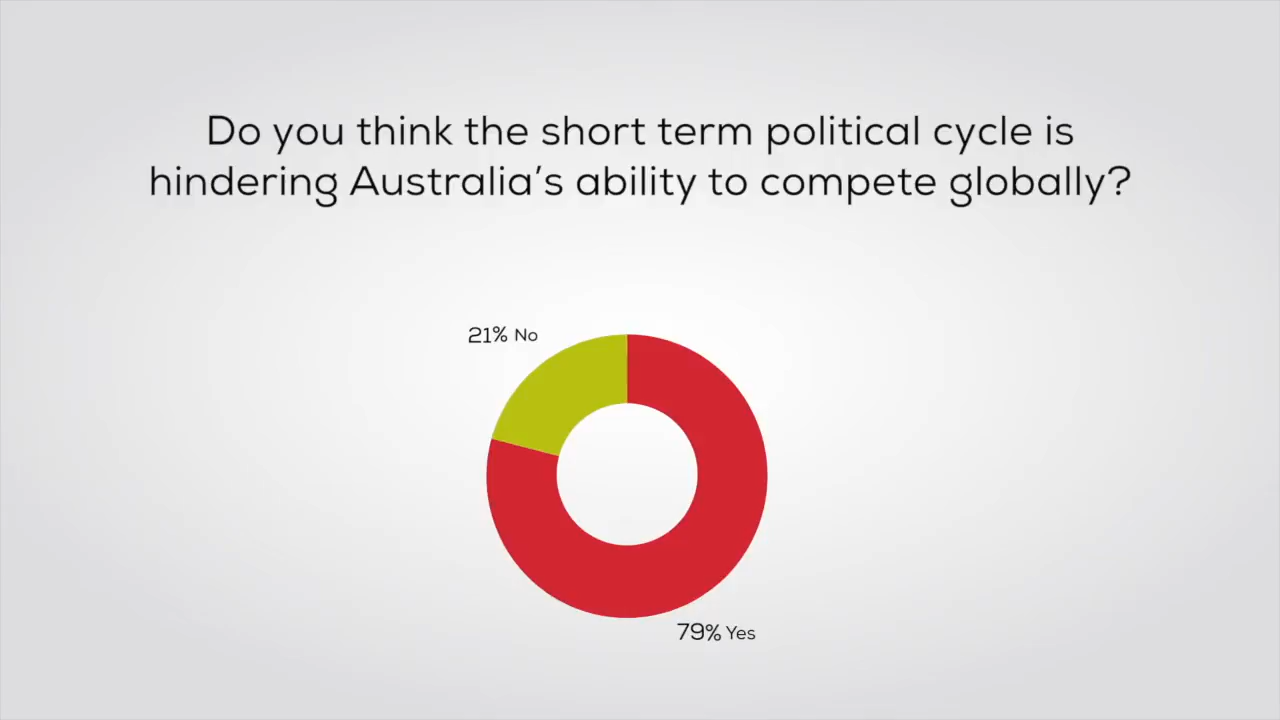 Do you think the short term political cycle is
hindering Australia’s ability to compete globally?
21% No
79% Yes